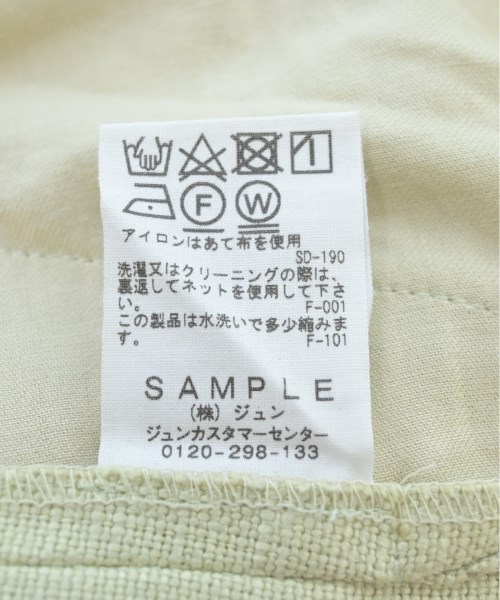 F W
アイロンはあて布を使用
SD-190
洗濯又はクリーニングの際は、
裏返してネットを使用して下さ
い。 F-001
この製品は水洗いで多少縮みま
す。 F-101
SAMPLE
(株) ジュン
ジュンカスタマーセンター
0120-298-133